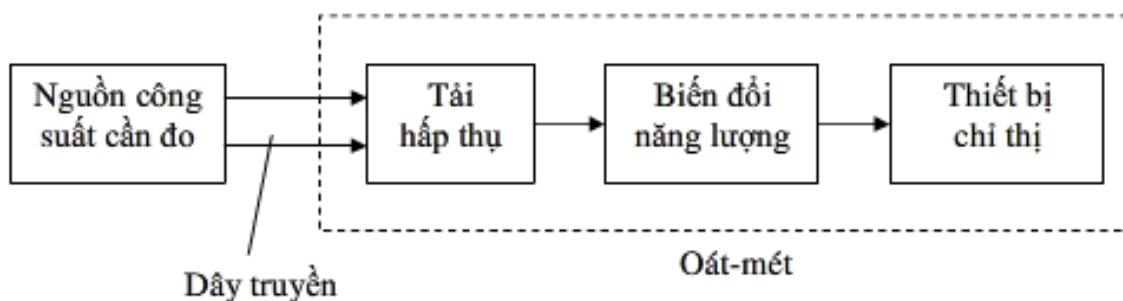 Nguồn công
suất cần đo
Tải
hấp thụ
Biến đổi
năng lượng
Thiết bị
chỉ thị
Dây truyền
Oát-mét